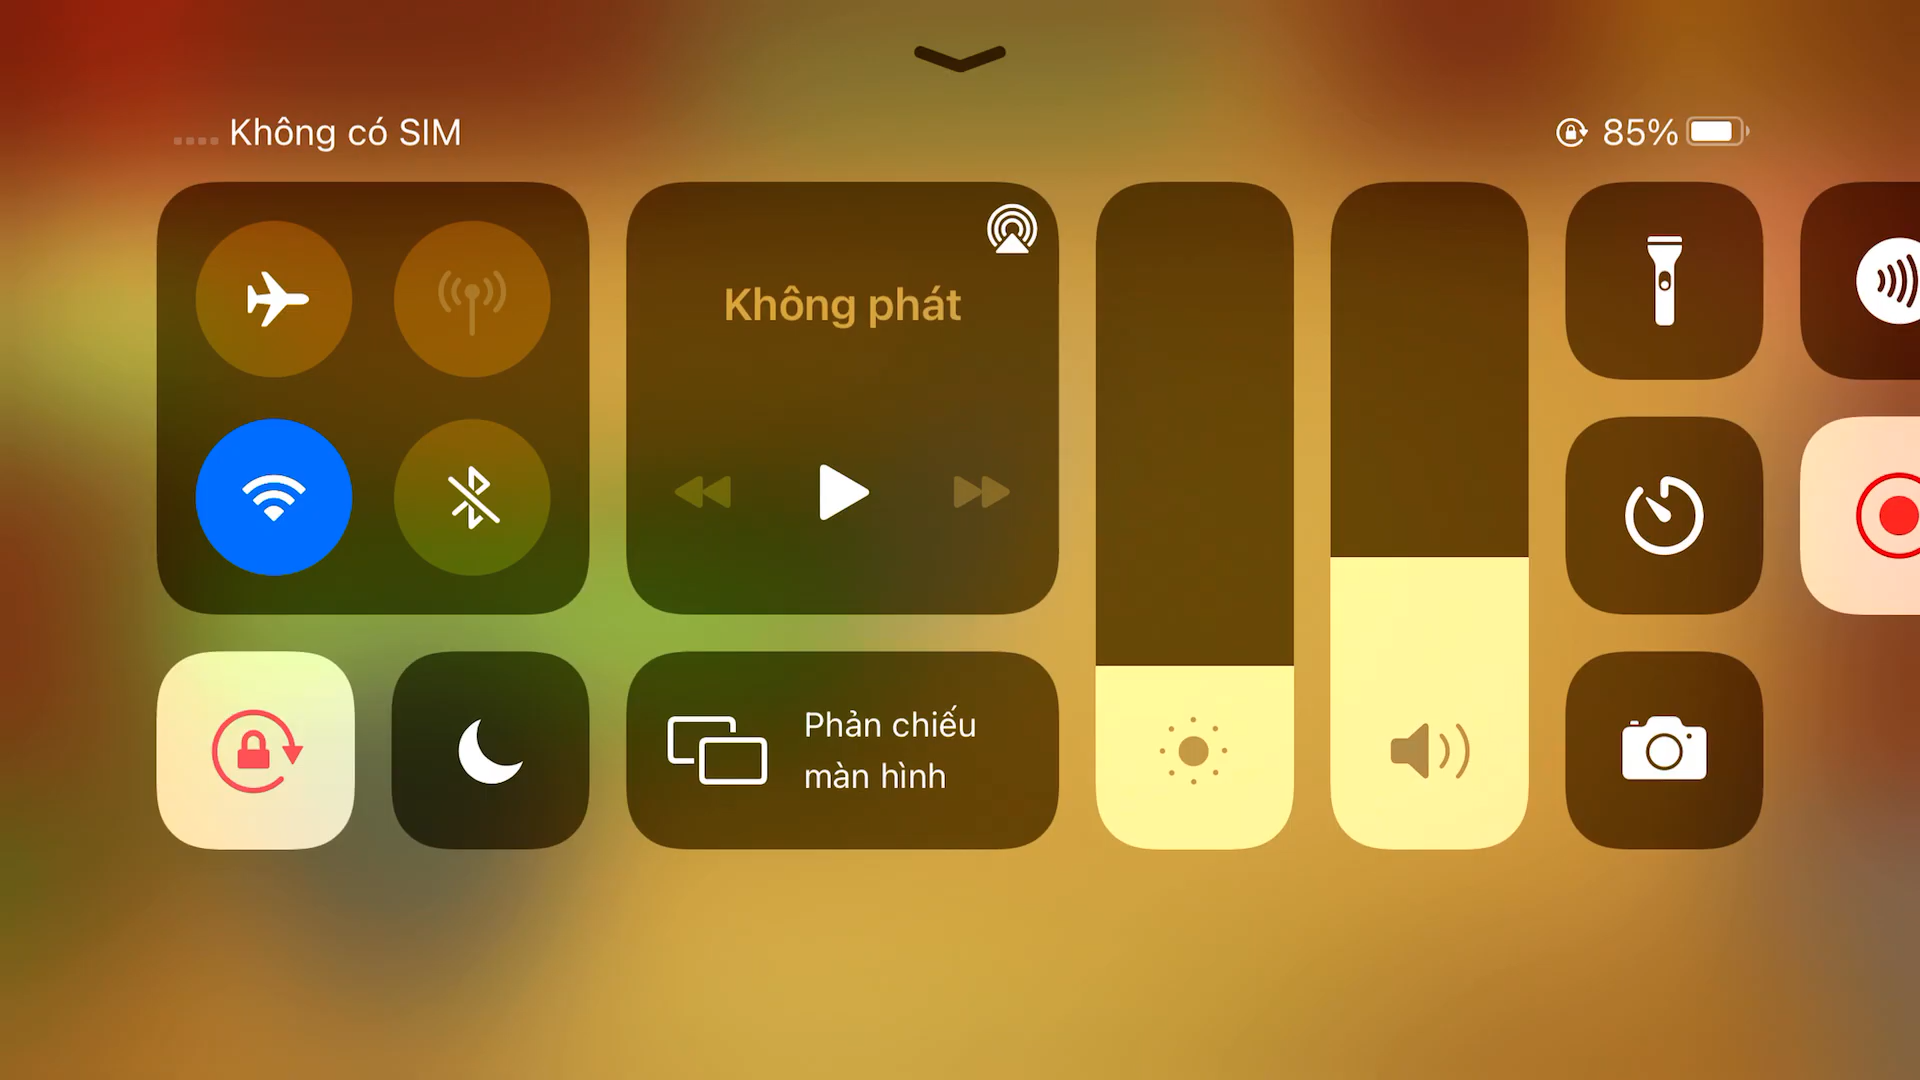 Không có SIM
85%
Không phát
Phản chiếu
màn hình